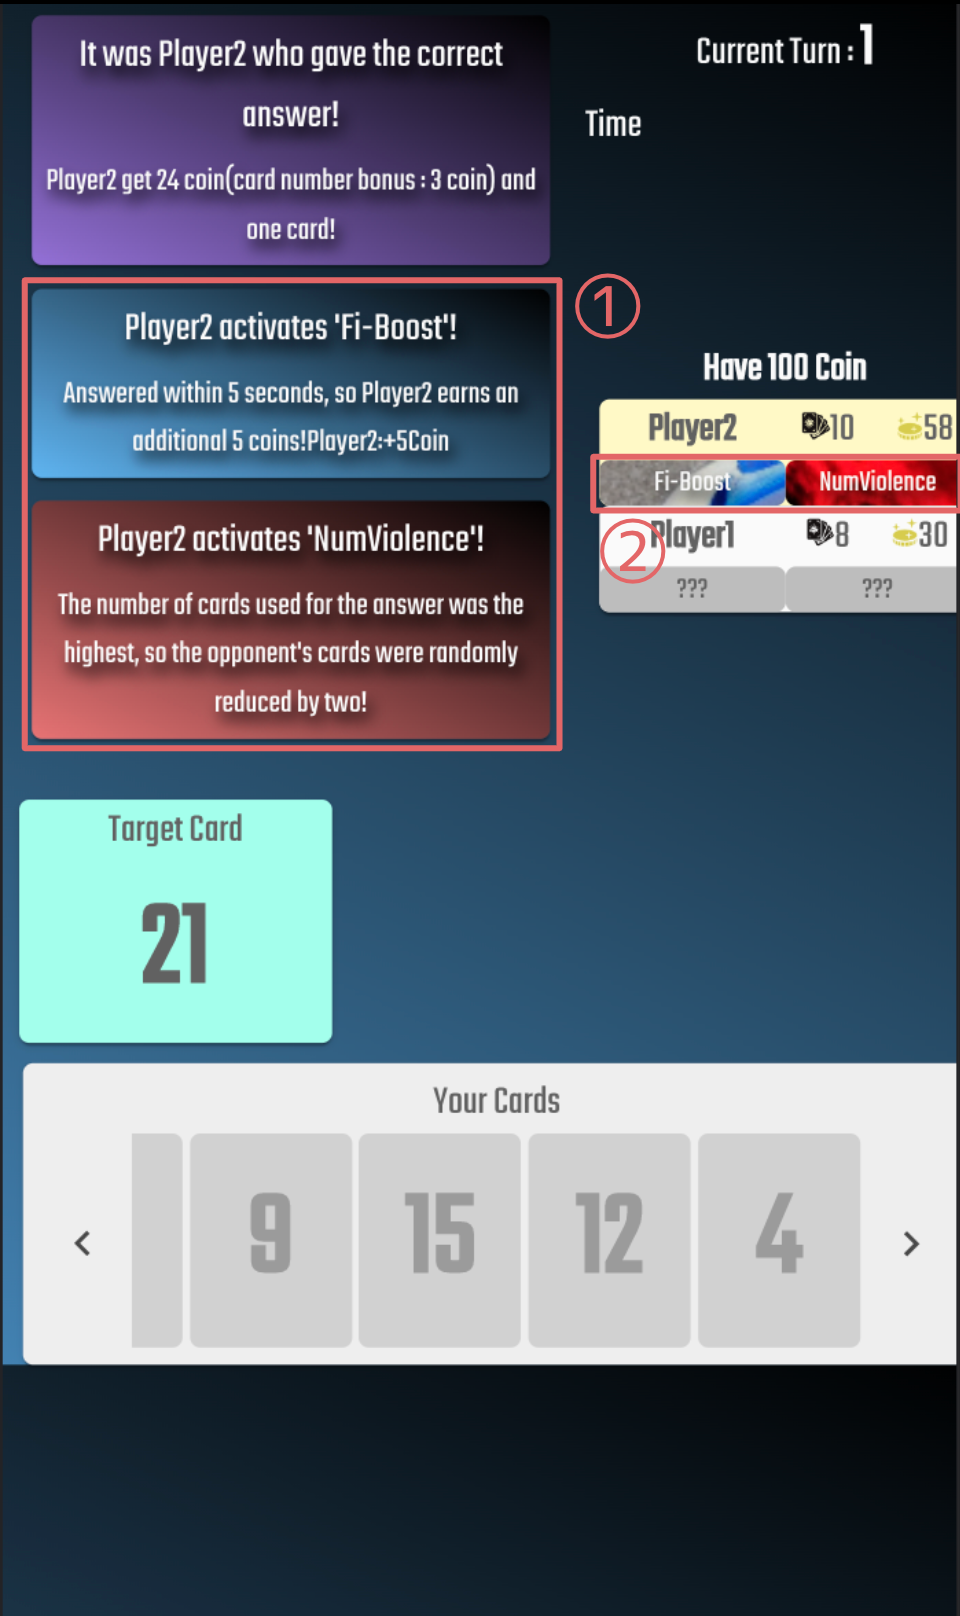 It was Player2 who gave the correct
answer!
Player2 get 24 coin(card number bonus : 3 coin) and
one card!
Current Turn : 1
Time
①
Player2 activates 'Fi-Boost'!
Answered within 5 seconds, so Player2 earns an
additional 5 coins!Player2:+5Coin
Player2 activates 'NumViolence'!
The number of cards used for the answer was the
highest, so the opponent's cards were randomly
reduced by two!
Have 100 Coin
Player2 10 58
Fi-Boost NumViolence
②
Player1 8 30
??? ???
Target Card
21
Your Cards
< 9 15 12 4 >